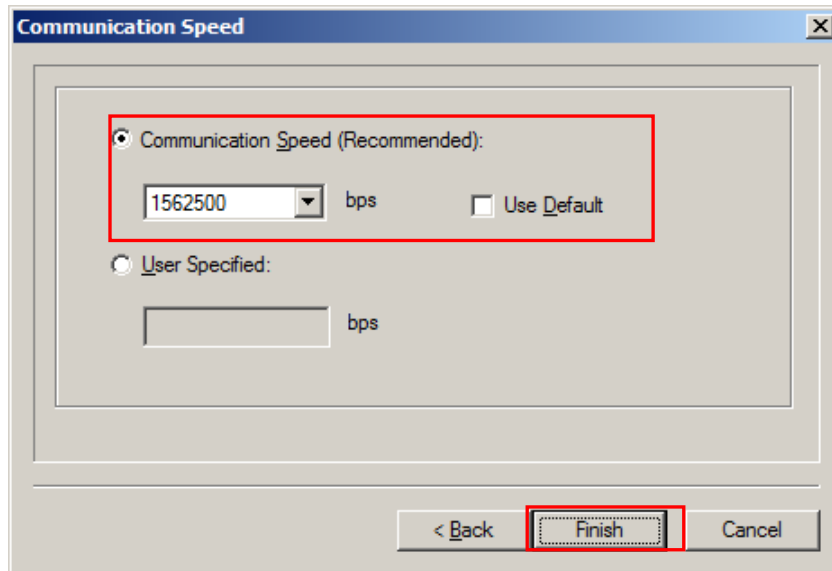 Communication Speed
Communication Speed (Recommended):
1562500 bps Use Default
User Specified:
bps
< Back Finish Cancel